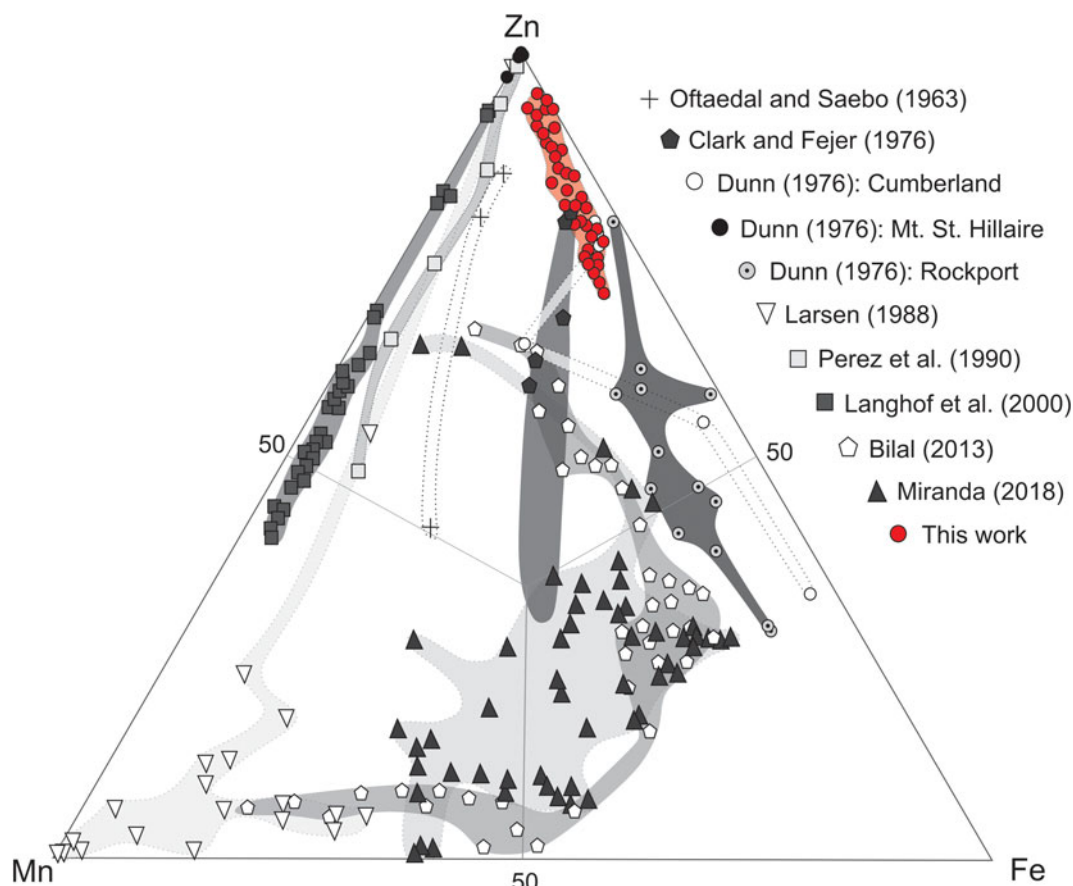 Zn
Oftaedal and Saebo (1963)
Clark and Fejer (1976)
Dunn (1976): Cumberland
Dunn (1976): Mt. St. Hillaire
Dunn (1976): Rockport
Larsen (1988)
Perez et al. (1990)
Langhof et al. (2000)
Bilal (2013)
Miranda (2018)
This work
50
50
Mn
50
Fe